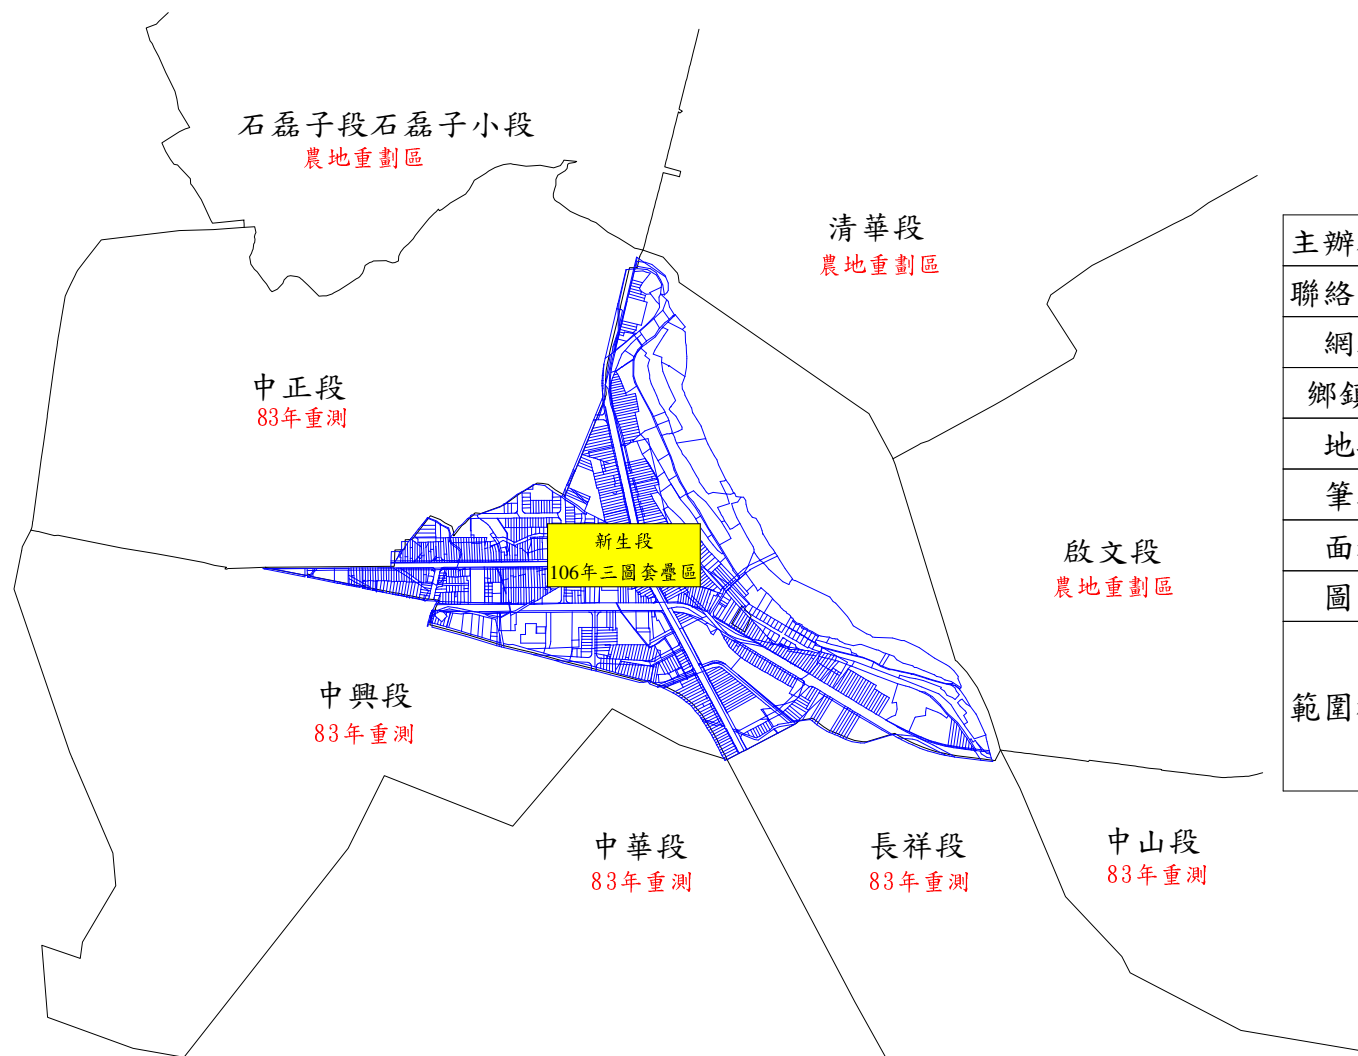 石磊子段石磊子小段
農地重劃區
清華段
農地重劃區
中正段
83年重測
新生段
106年三圖套疊區
啟文段
農地重劃區
中興段
83年重測
中華段
83年重測
長祥段
83年重測
中山段
83年重測
主辦
聯絡
網
鄉鎮
地
筆
面
圖
範圍